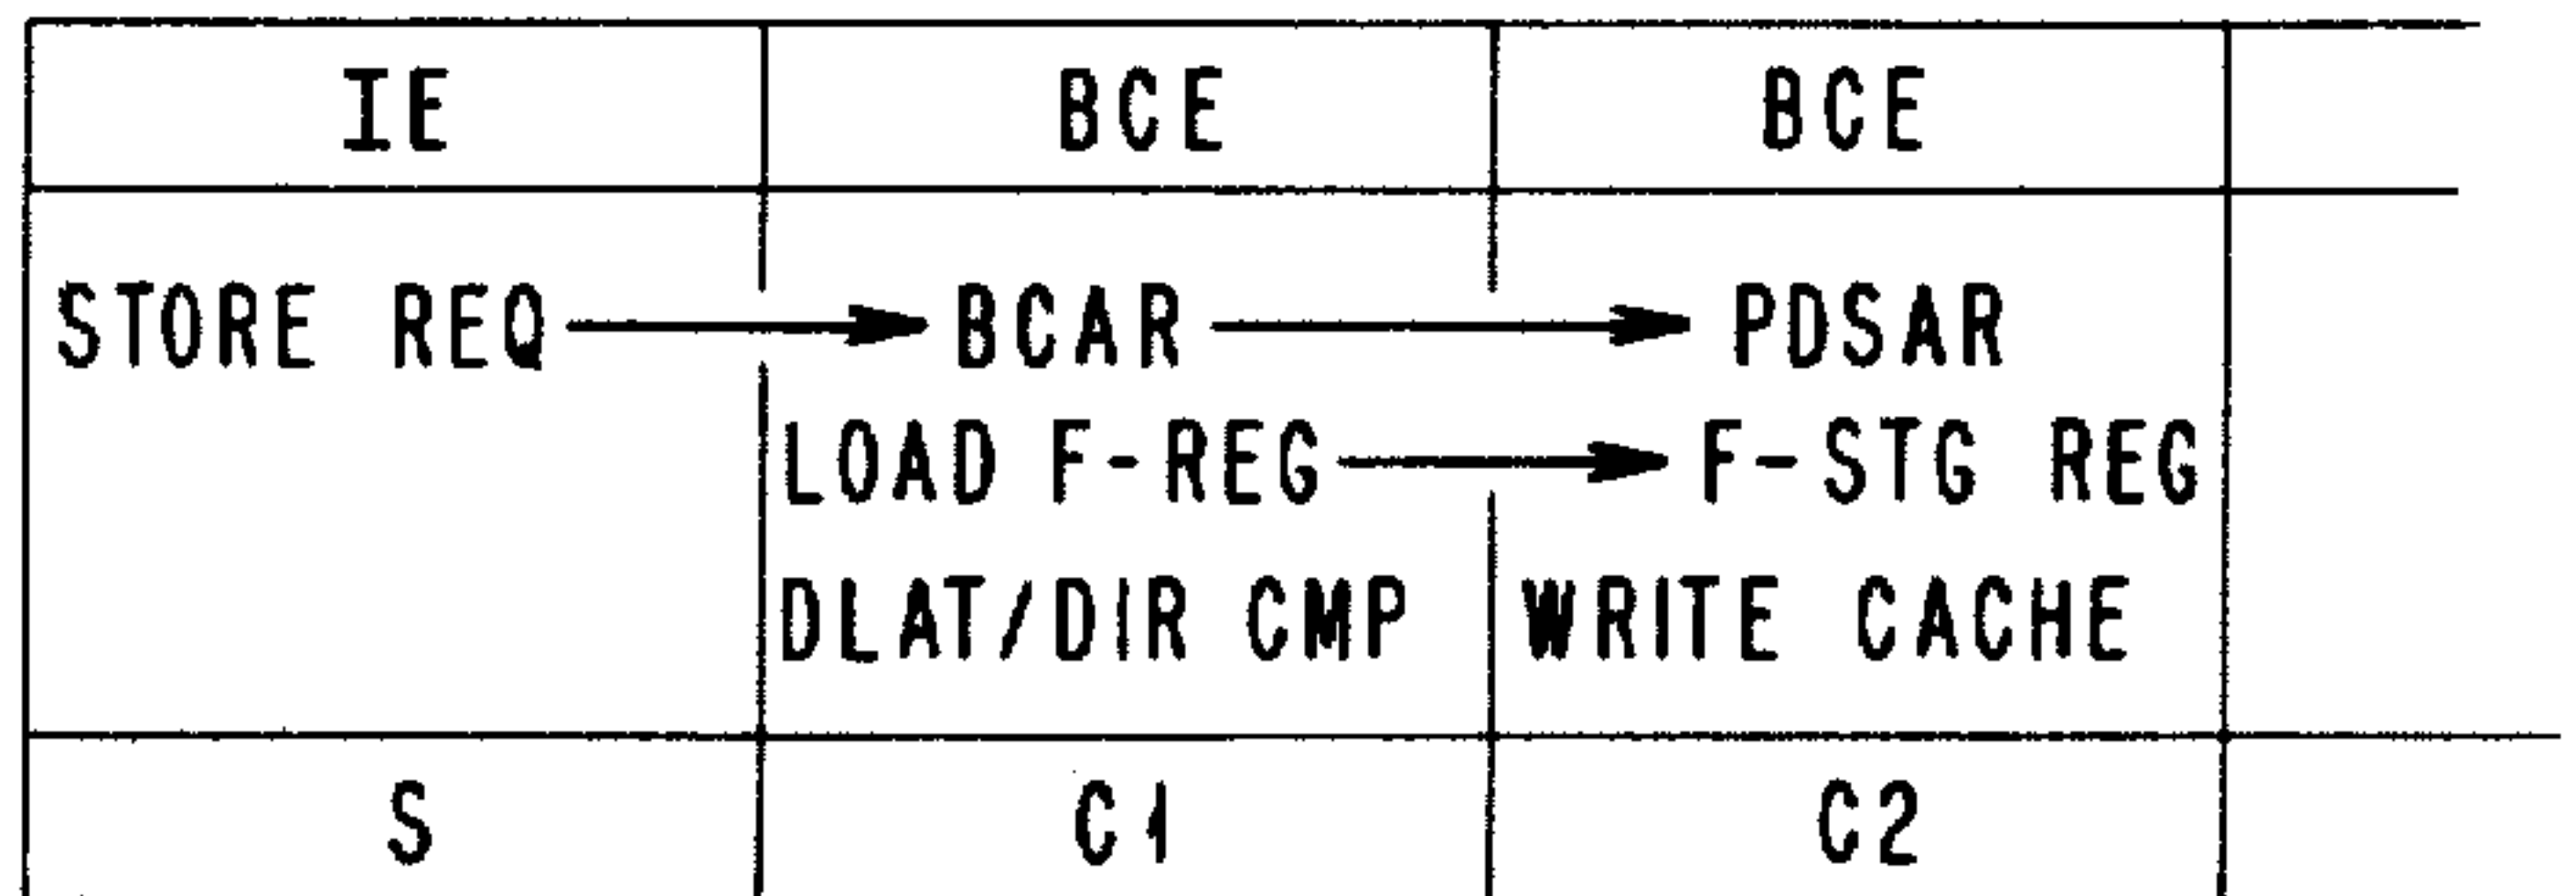 IE BCE BCE
STORE REQ BCAR PDSAR
LOAD F-REG F-STG REG
DLAT/DIR CMP WRITE CACHE
S C1 C2